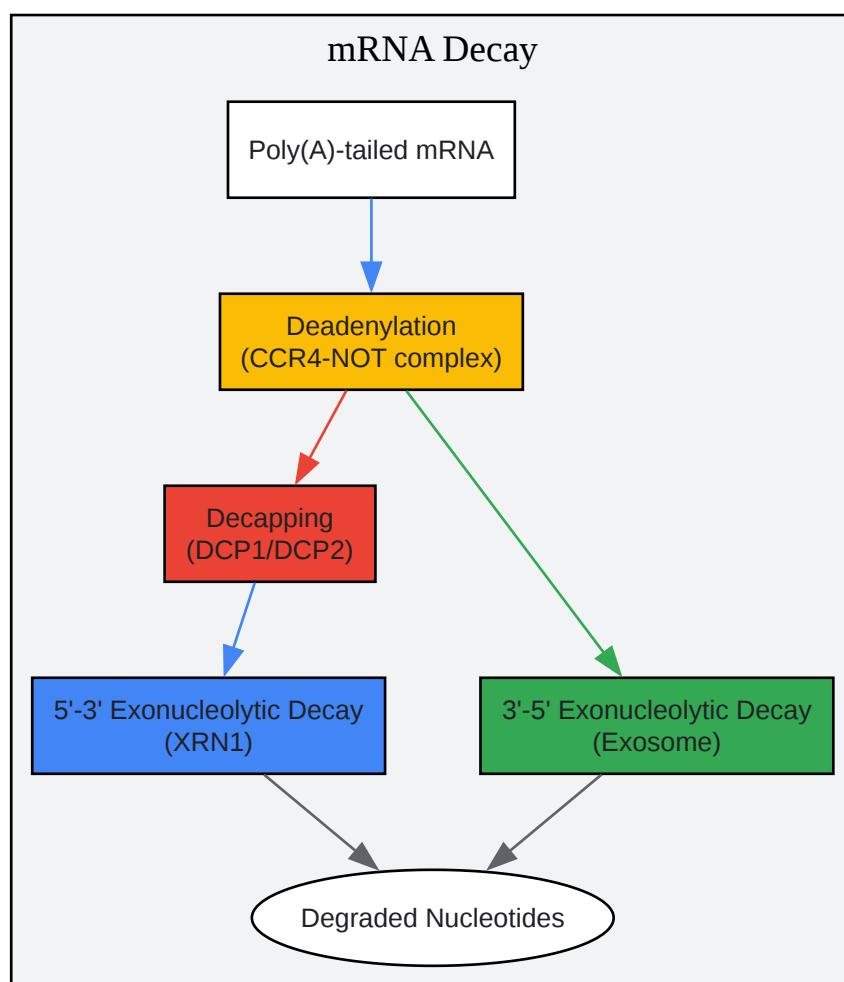 mRNA Decay
Poly(A)-tailed mRNA
Deadenylation
(CCR4-NOT complex)
Decapping
(DCP1/DCP2)
5'-3' Exonucleolytic Decay
(XRN1)
3'-5' Exonucleolytic Decay
(Exosome)
Degraded Nucleotides